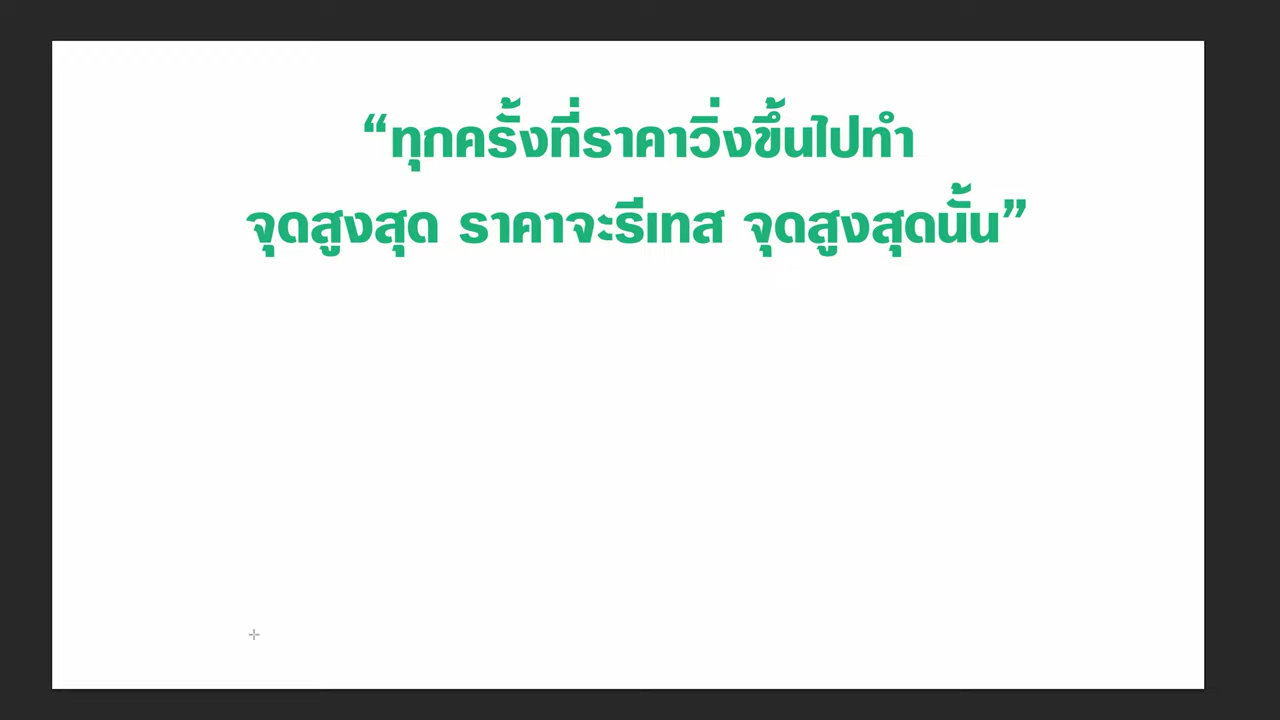 “ทุกครั้งที่ราคาวิ่งขึ้นไปทำ
จุดสูงสุด ราคาจะรีเทส จุดสูงสุดนั้น”